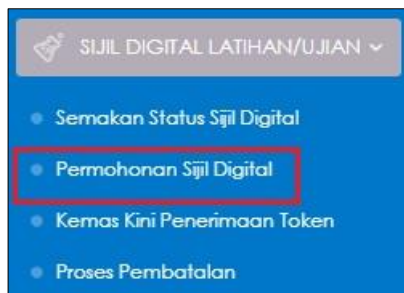 SIJIL DIGITAL LATIHAN/UJIAN
Semakan Status Sijil Digital
Permohonan Sijil Digital
Kemas Kini Penerimaan Token
Proses Pembatalan